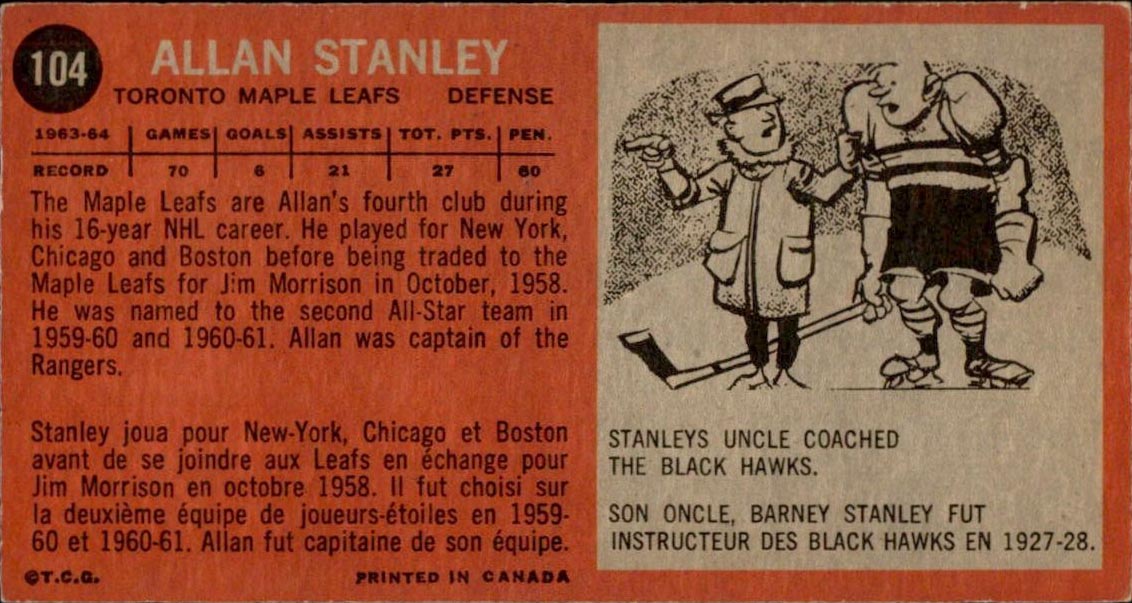 104
ALLAN STANLEY
TORONTO MAPLE LEAFS DEFENSE
1963-64 GAMES GOALS ASSISTS TOT. PTS. PEN.
RECORD 70 6 21 27 60
The Maple Leafs are Allan's fourth club during
his 16-year NHL career. He played for New York,
Chicago and Boston before being traded to the
Maple Leafs for Jim Morrison in October, 1958.
He was named to the second All-Star team in
1959-60 and 1960-61. Allan was captain of the
Rangers.
Stanley joua pour New-York, Chicago et Boston
avant de se joindre aux Leafs en échange pour
Jim Morrison en octobre 1958. Il fut choisi sur
la deuxième équipe de joueurs-étoiles en 1959-
60 et 1960-61. Allan fut capitaine de son équipe.
©T.C.G. PRINTED IN CANADA
STANLEYS UNCLE COACHED
THE BLACK HAWKS.
SON ONCLE, BARNEY STANLEY FUT
INSTRUCTEUR DES BLACK HAWKS EN 1927-28.